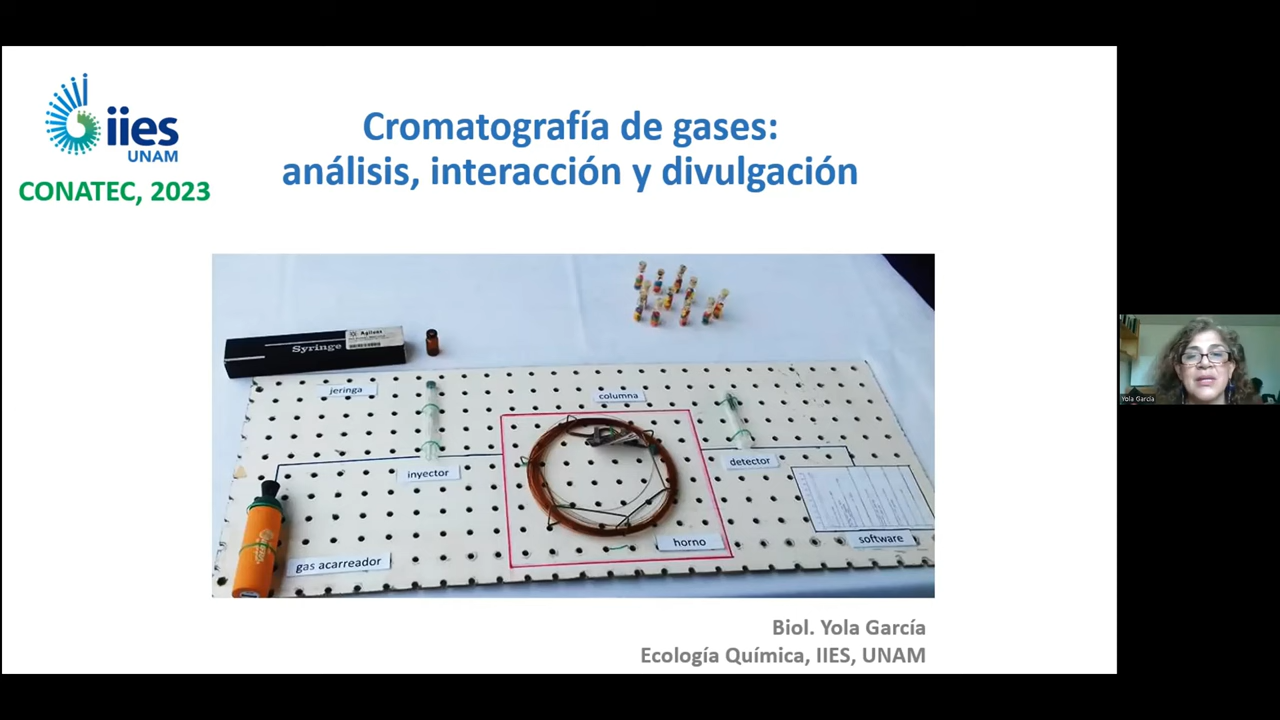 iies
UNAM
CONATEC, 2023
Cromatografía de gases:
análisis, interacción y divulgación
Agilent
Syringe
jeringa
columna
inyector
detector
horno
software
gas acarreador
Biol. Yola García
Ecología Química, IIES, UNAM
Yola García